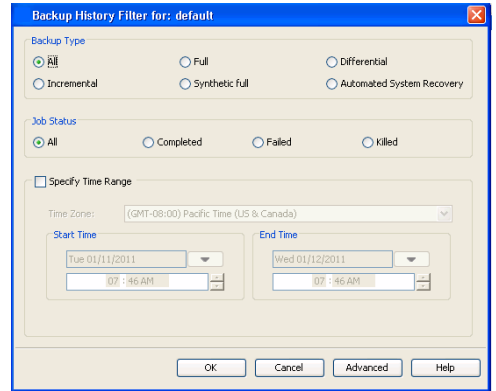 Backup History Filter for: default
Backup Type
All Full Differential
Incremental Synthetic full Automated System Recovery
Job Status
All Completed Failed Killed
Specify Time Range
Time Zone: (GMT-08:00) Pacific Time (US & Canada)
Start Time End Time
Tue 01/11/2011 Wed 01/12/2011
07 : 46 AM 07 : 46 AM
OK Cancel Advanced Help